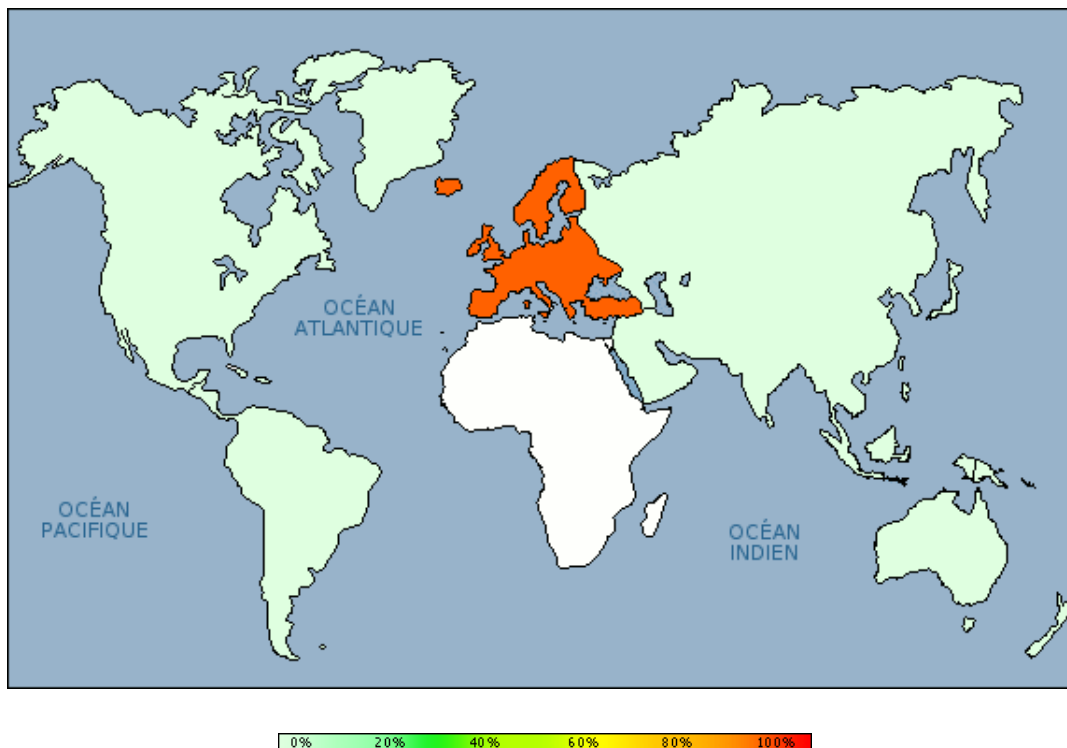 OCÉAN
ATLANTIQUE
OCÉAN
PACIFIQUE
OCÉAN
INDIEN
0% 20% 40% 60% 80% 100%